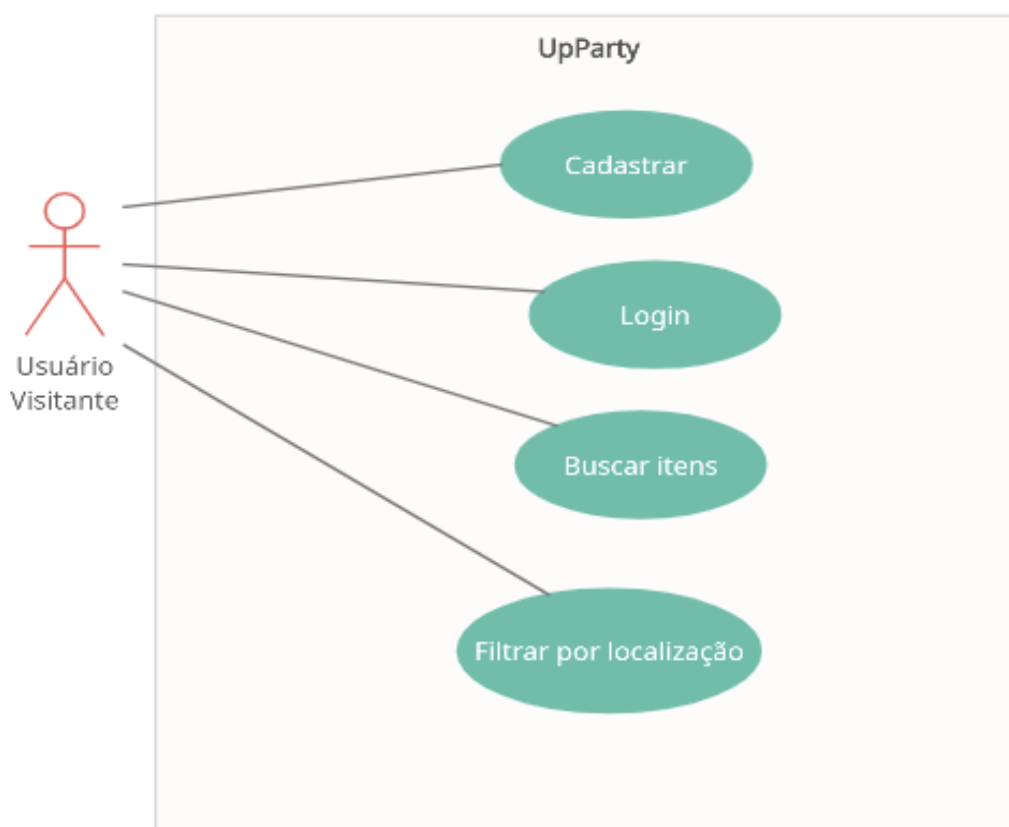 UpParty
Cadastrar
Login
Usuário
Visitante
Buscar itens
Filtrar por localização